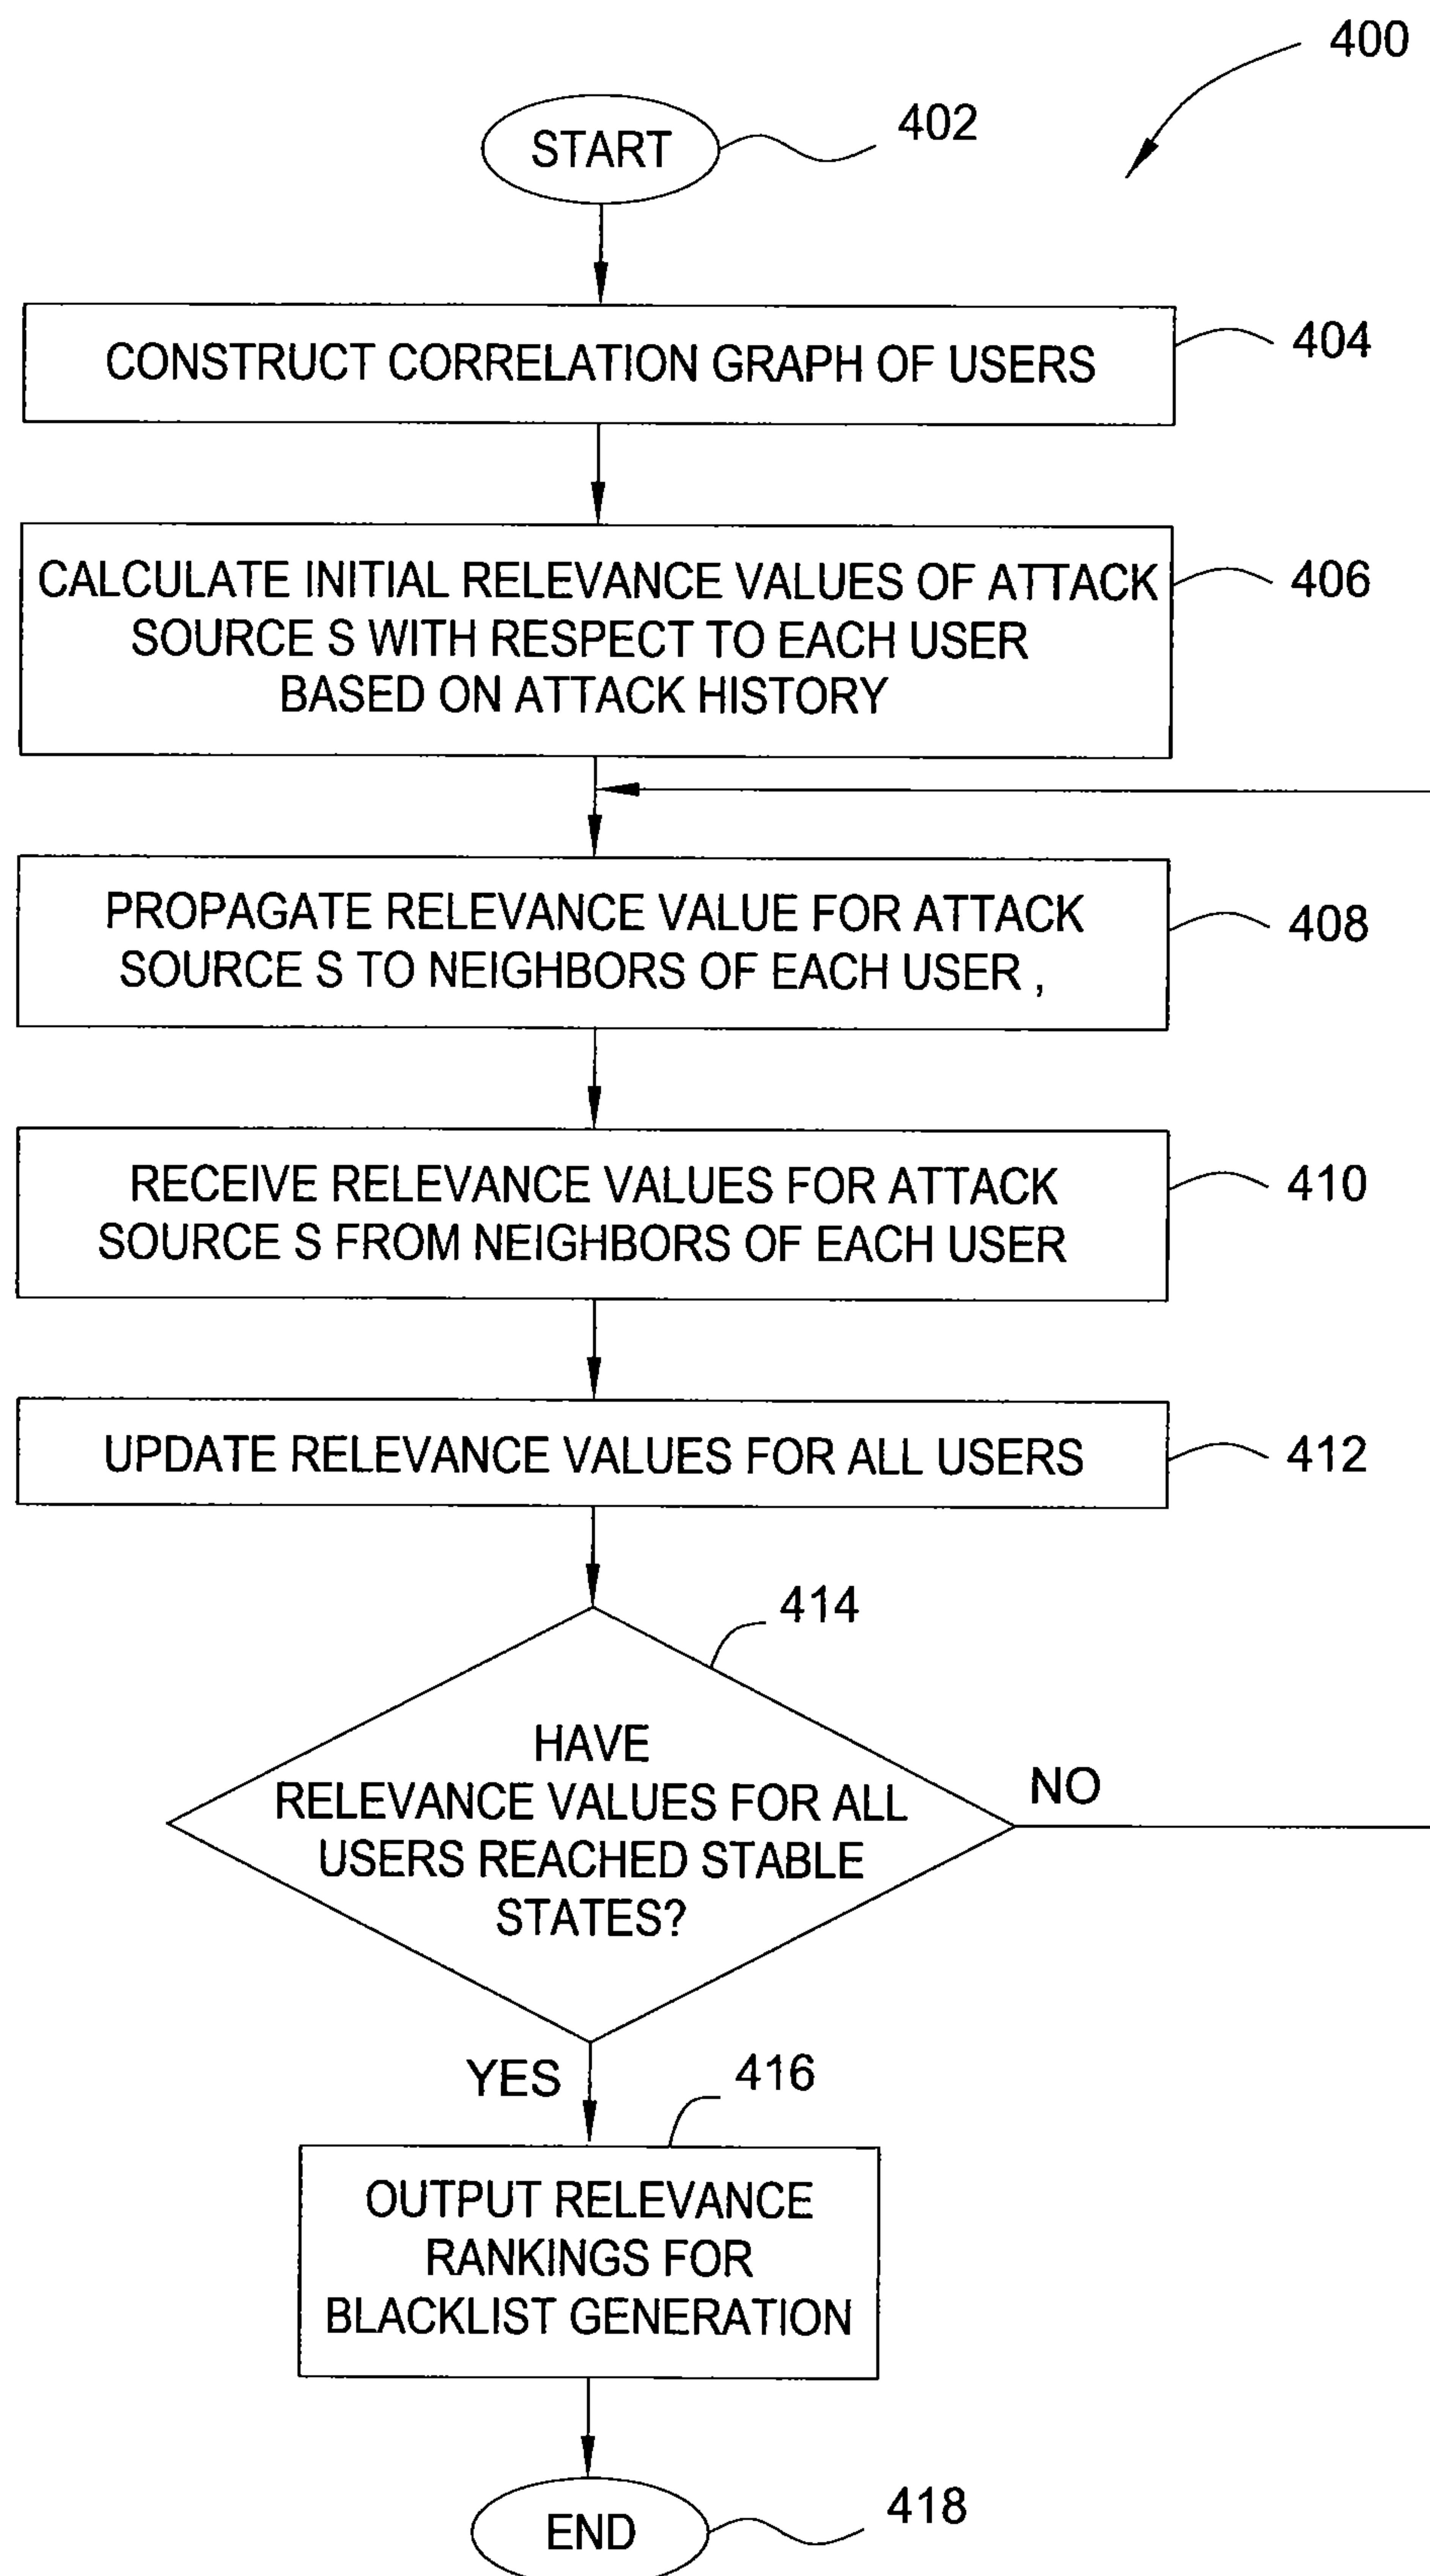 400
START
402
CONSTRUCT CORRELATION GRAPH OF USERS
404
CALCULATE INITIAL RELEVANCE VALUES OF ATTACK
SOURCE S WITH RESPECT TO EACH USER
BASED ON ATTACK HISTORY
406
PROPAGATE RELEVANCE VALUE FOR ATTACK
SOURCE S TO NEIGHBORS OF EACH USER ,
408
RECEIVE RELEVANCE VALUES FOR ATTACK
SOURCE S FROM NEIGHBORS OF EACH USER
410
UPDATE RELEVANCE VALUES FOR ALL USERS
412
414
HAVE
RELEVANCE VALUES FOR ALL
USERS REACHED STABLE
STATES?
NO
YES
416
OUTPUT RELEVANCE
RANKINGS FOR
BLACKLIST GENERATION
END
418